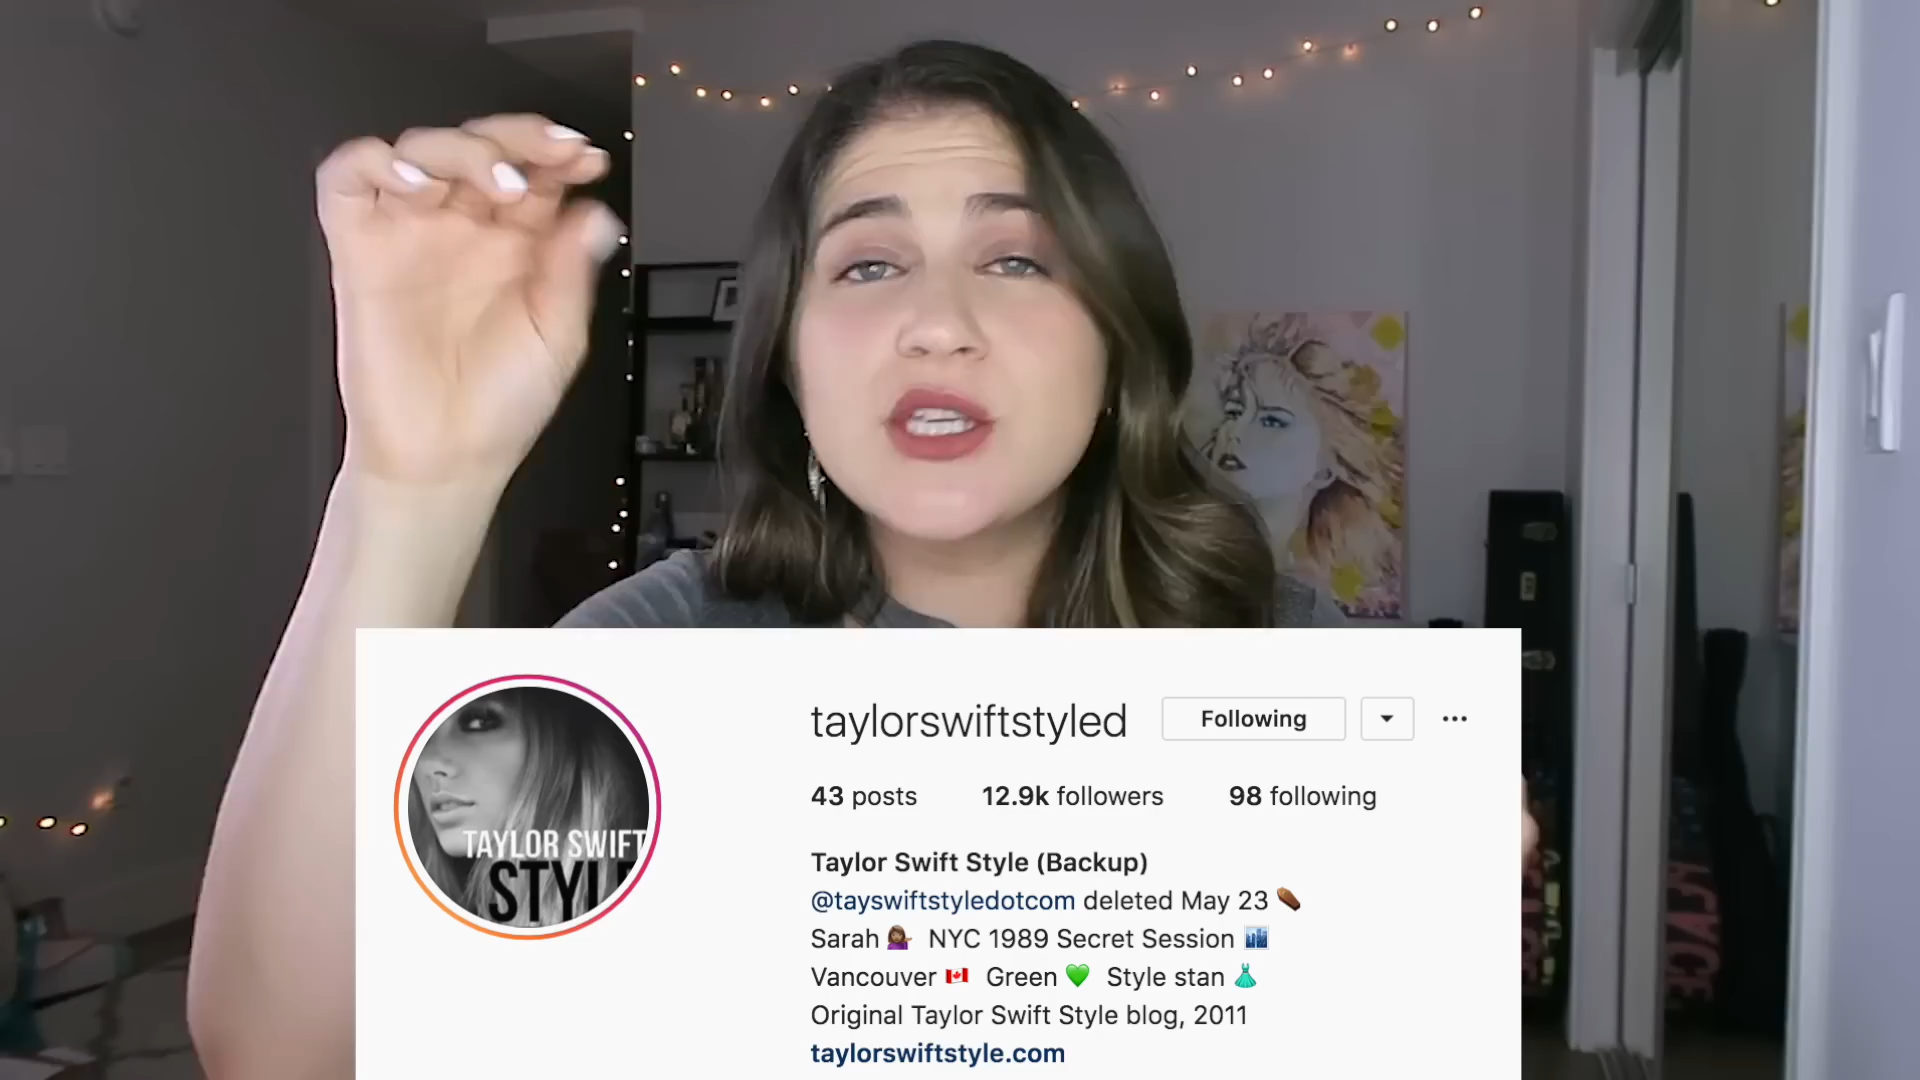 taylorswiftstyled Following
43 posts 12.9k followers 98 following
Taylor Swift Style (Backup)
@tayswiftstyledotcom deleted May 23
Sarah NYC 1989 Secret Session
Vancouver Green Style stan
Original Taylor Swift Style blog, 2011
taylorswiftstyle.com
TAYLOR SWIFT
STYLE